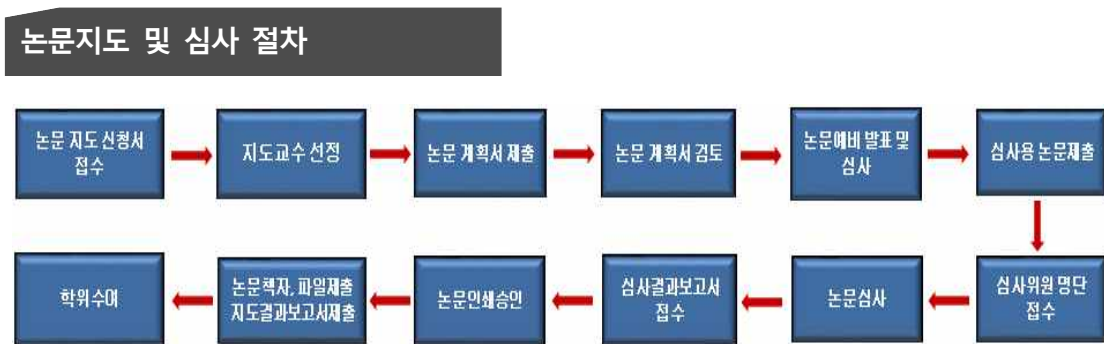 논문지도 및 심사 절차
논문 지도 신청서
접수
지도교수 선정
논문 계획서 제출
논문 계획서 검토
논문예비 발표 및
심사
심사용 논문제출
심사위원 명단
접수
논문심사
심사결과보고서
접수
논문인쇄승인
논문책자, 파일제출
지도결과보고서제출
학위수여